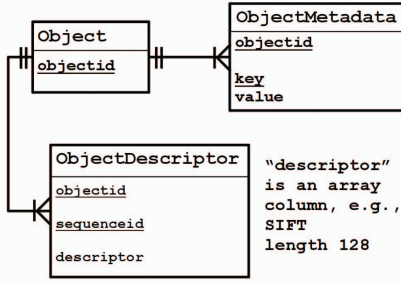 Object
objectid
ObjectMetadata
objectid
key
value
ObjectDescriptor
objectid
sequenceid
descriptor
"descriptor"
is an array
column, e.g.,
SIFT
length 128